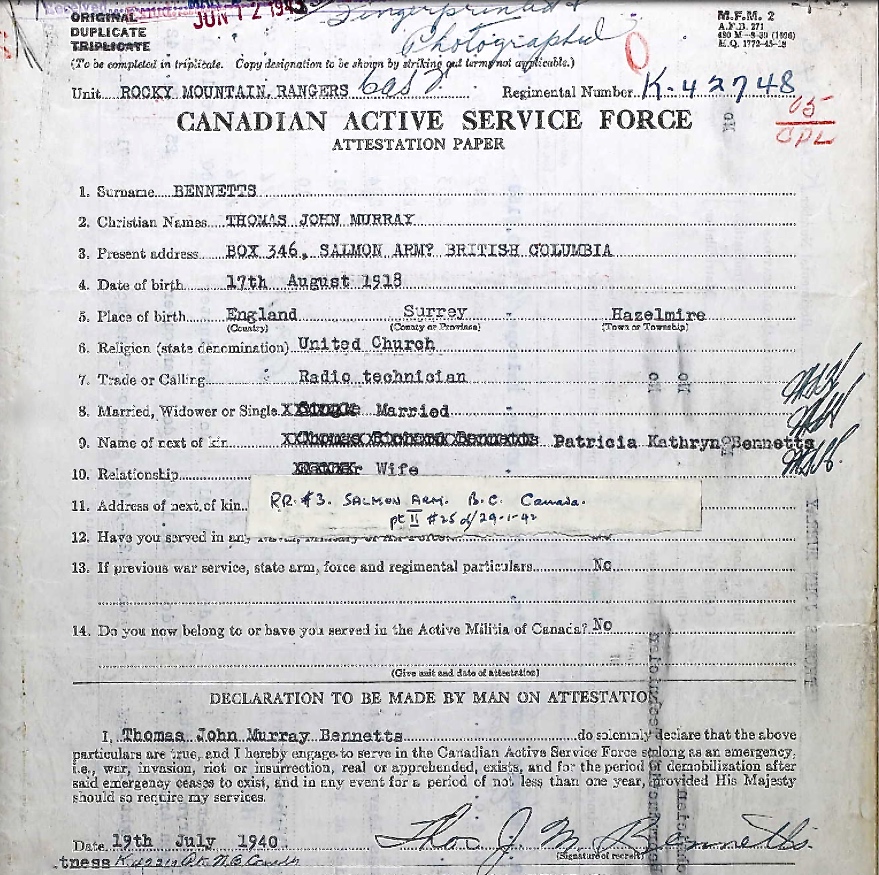 JUN 12
ORIGINAL
DUPLICATE
TRIPLICATE
Fingerprinted &
Photographed
M.F.M. 2
(To be completed in triplicate. Copy designation to be shown by striking out terms not applicable.)
Unit ROCKY MOUNTAIN RANGERS Regimental Number K-42748
CANADIAN ACTIVE SERVICE FORCE
ATTESTATION PAPER
CPL
1. Surname BENNETTS
2. Christian Names THOMAS JOHN MURRAY
3. Present address BOX 346, SALMON ARM, BRITISH COLUMBIA
4. Date of birth 17th August 1918
5. Place of birth England Surrey Hazelmire
(Country) (County or Province) (Town or Township)
6. Religion (state denomination) United Church
7. Trade or Calling Radio technician
8. Married, Widower or Single Married
9. Name of next of kin Patricia Kathryn Bennetts
10. Relationship Wife
11. Address of next of kin RR. #3. SALMON ARM. B.C. Canada.
pt II #25 d/29-1-42
12. Have you served in any
13. If previous war service, state arm, force and regimental particulars No
14. Do you now belong to or have you served in the Active Militia of Canada? No
(Give unit and date of attestation)
DECLARATION TO BE MADE BY MAN ON ATTESTATION
I, Thomas John Murray Bennetts do solemnly declare that the above
particulars are true, and I hereby engage to serve in the Canadian Active Service Force so long as an emergency,
i.e., war, invasion, riot or insurrection, real or apprehended, exists, and for the period of demobilization after
said emergency ceases to exist, and in any event for a period of not less than one year, provided His Majesty
should so require my services.
Date 19th July 1940 Thos J. M. Bennetts
(Signature of recruit)
tness